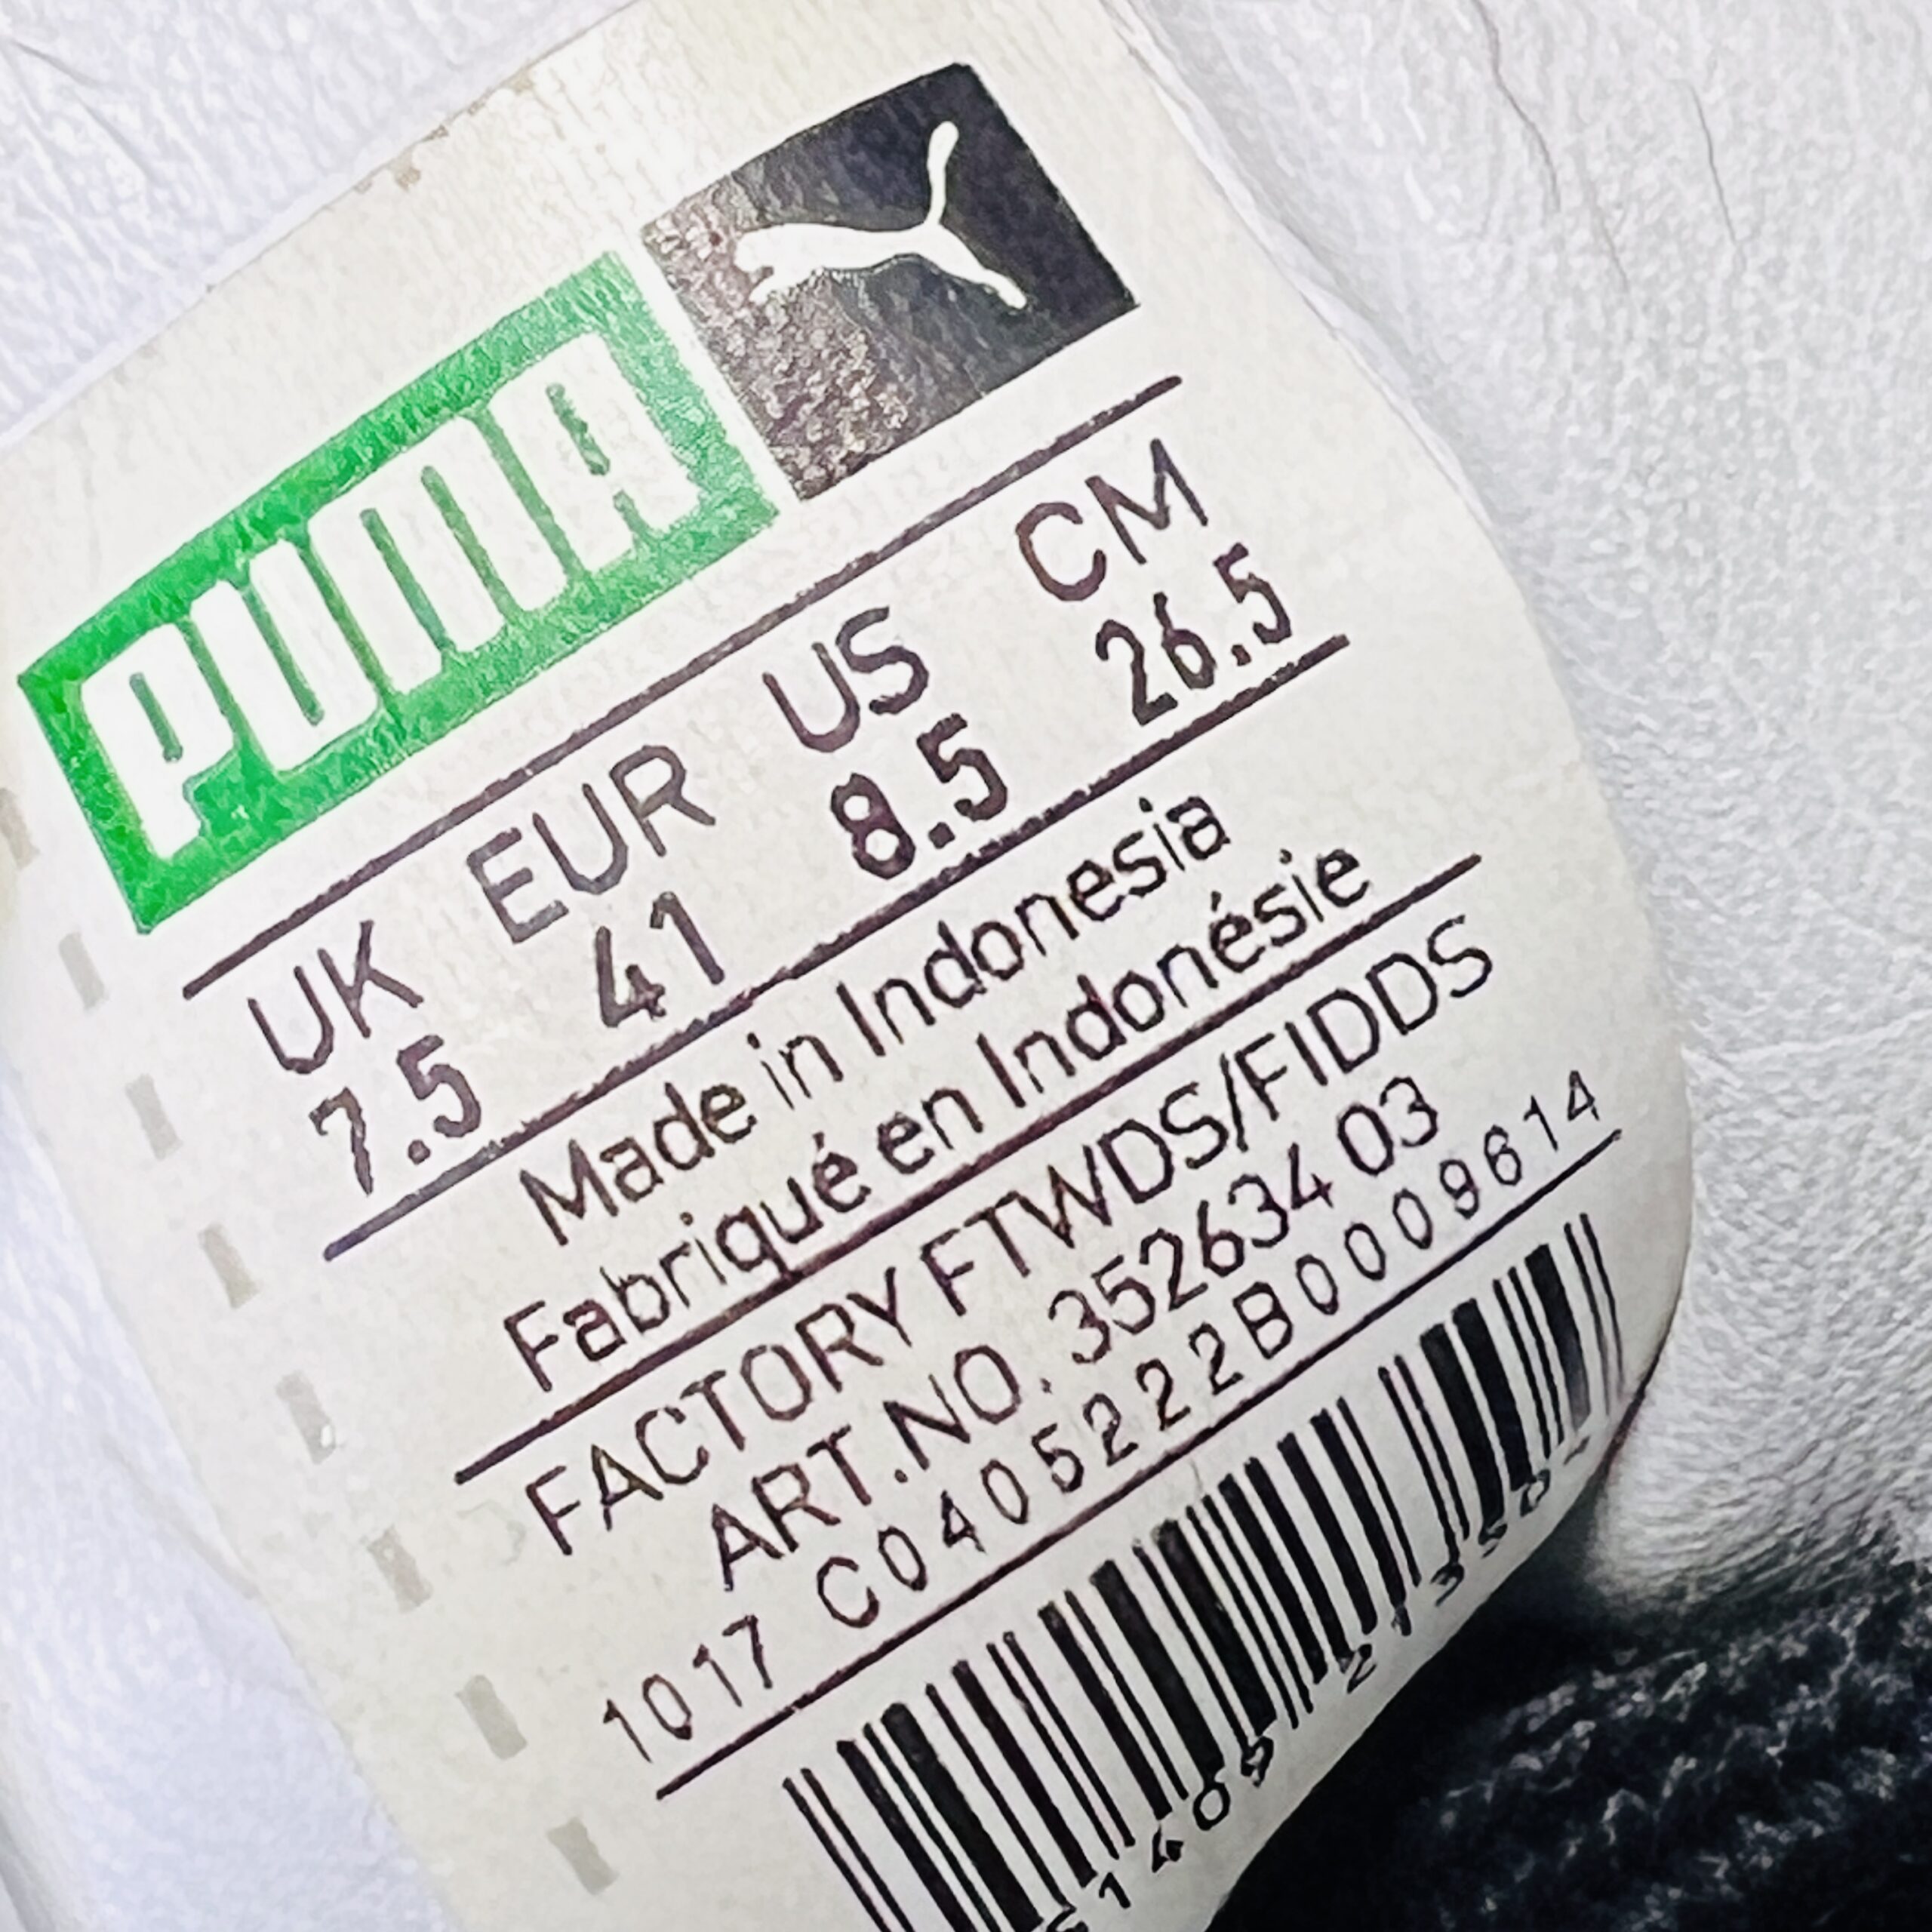 PUMA
UK EUR US CM
7.5 41 8.5 26.5
Made in Indonesia
Fabriqué en Indonésie
FACTORY FTWDS/FIDDS
ART.NO. 352634 03
1017 C0405222B0009614